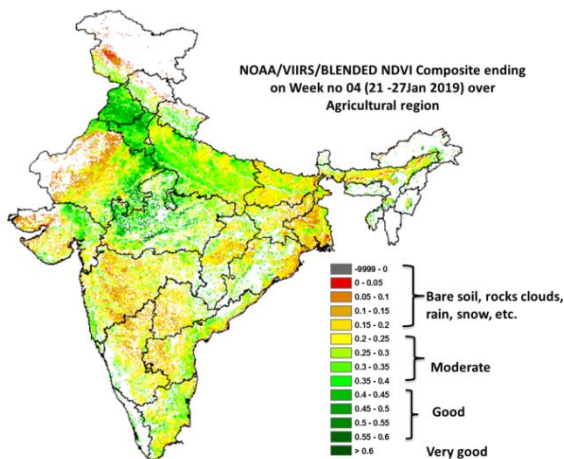 NOAA/VIIRS/BLENDED NDVI Composite ending
on Week no 04 (21 -27Jan 2019) over
Agricultural region
-9999 - 0
0 - 0.05
0.05 - 0.1
0.1 - 0.15
0.15 - 0.2
0.2 - 0.25
0.25 - 0.3
0.3 - 0.35
0.35 - 0.4
0.4 - 0.45
0.45 - 0.5
0.5 - 0.55
0.55 - 0.6
> 0.6
Bare soil, rocks clouds,
rain, snow, etc.
Moderate
Good
Very good